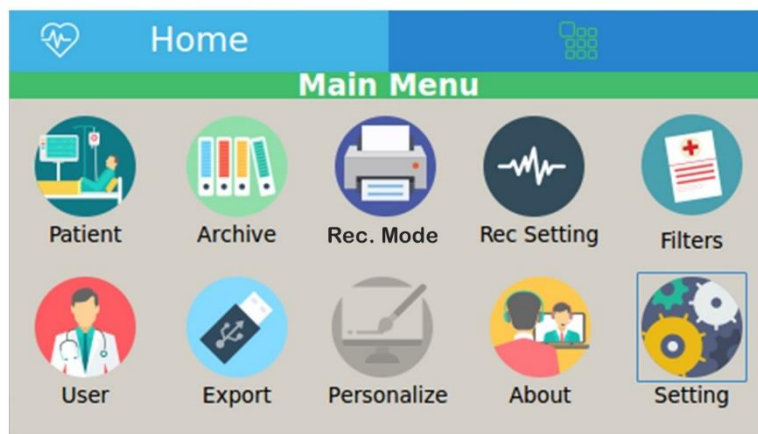 Home
Main Menu
Patient Archive Rec. Mode Rec Setting Filters
User Export Personalize About Setting